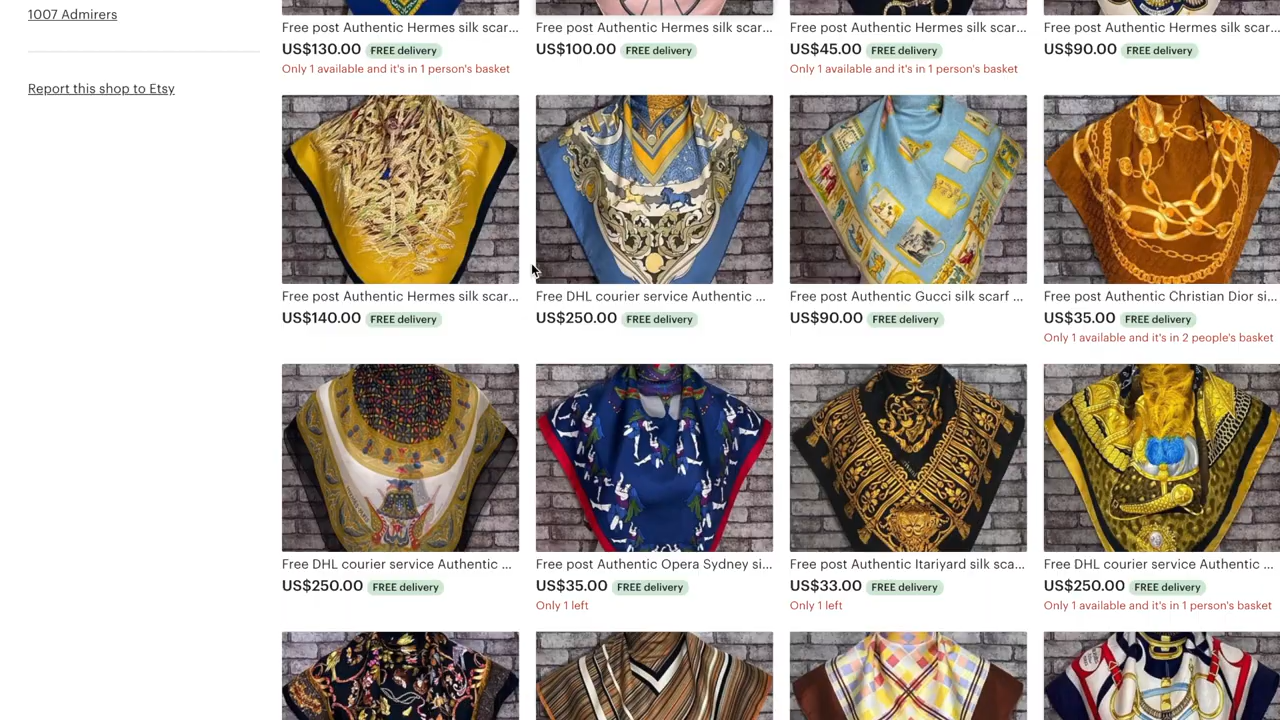 1007 Admirers
Report this shop to Etsy
Free post Authentic Hermes silk scar...
US$130.00 FREE delivery
Only 1 available and it's in 1 person's basket
Free post Authentic Hermes silk scar...
US$100.00 FREE delivery
Free post Authentic Hermes silk scar...
US$45.00 FREE delivery
Only 1 available and it's in 1 person's basket
Free post Authentic Hermes silk scar...
US$90.00 FREE delivery
Free post Authentic Hermes silk scar...
US$140.00 FREE delivery
Free DHL courier service Authentic ...
US$250.00 FREE delivery
Free post Authentic Gucci silk scarf ...
US$90.00 FREE delivery
Free post Authentic Christian Dior si...
US$35.00 FREE delivery
Only 1 available and it's in 2 people's basket
Free DHL courier service Authentic ...
US$250.00 FREE delivery
Free post Authentic Opera Sydney si...
US$35.00 FREE delivery
Only 1 left
Free post Authentic Itariyard silk sca...
US$33.00 FREE delivery
Only 1 left
Free DHL courier service Authentic ...
US$250.00 FREE delivery
Only 1 available and it's in 1 person's basket